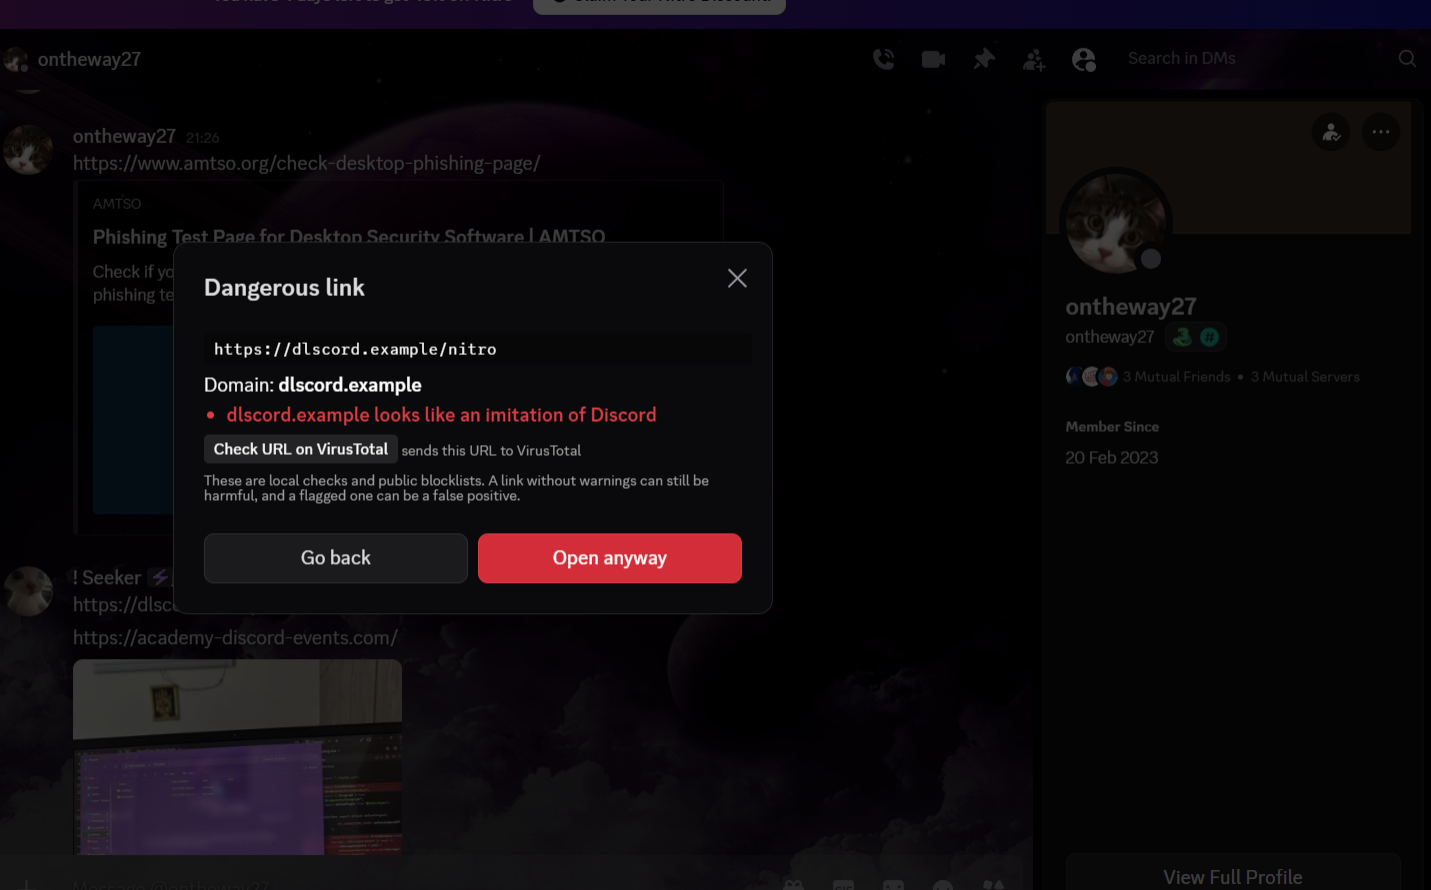 ontheway27
Search in DMs
ontheway27 21:26
https://www.amtso.org/check-desktop-phishing-page/
AMTSO
Phishing Test Page for Desktop Security Software | AMTSO
Check if yo
phishing te
Dangerous link
https://dlscord.example/nitro
Domain: dlscord.example
• dlscord.example looks like an imitation of Discord
Check URL on VirusTotal sends this URL to VirusTotal
These are local checks and public blocklists. A link without warnings can still be
harmful, and a flagged one can be a false positive.
Go back
Open anyway
! Seeker
https://dlsc
https://academy-discord-events.com/
ontheway27
ontheway27
3 Mutual Friends • 3 Mutual Servers
Member Since
20 Feb 2023
View Full Profile